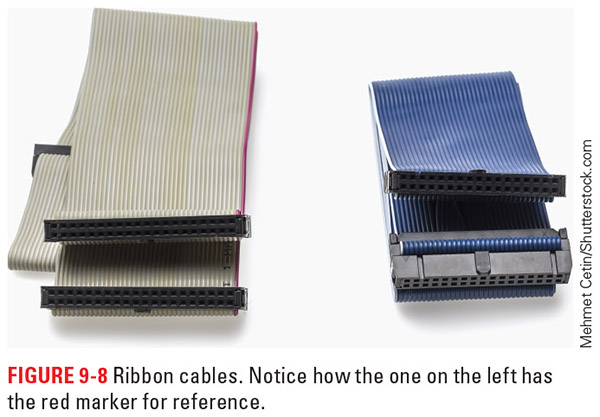 Mehmet Cetin/Shutterstock.com
FIGURE 9-8 Ribbon cables. Notice how the one on the left has
the red marker for reference.